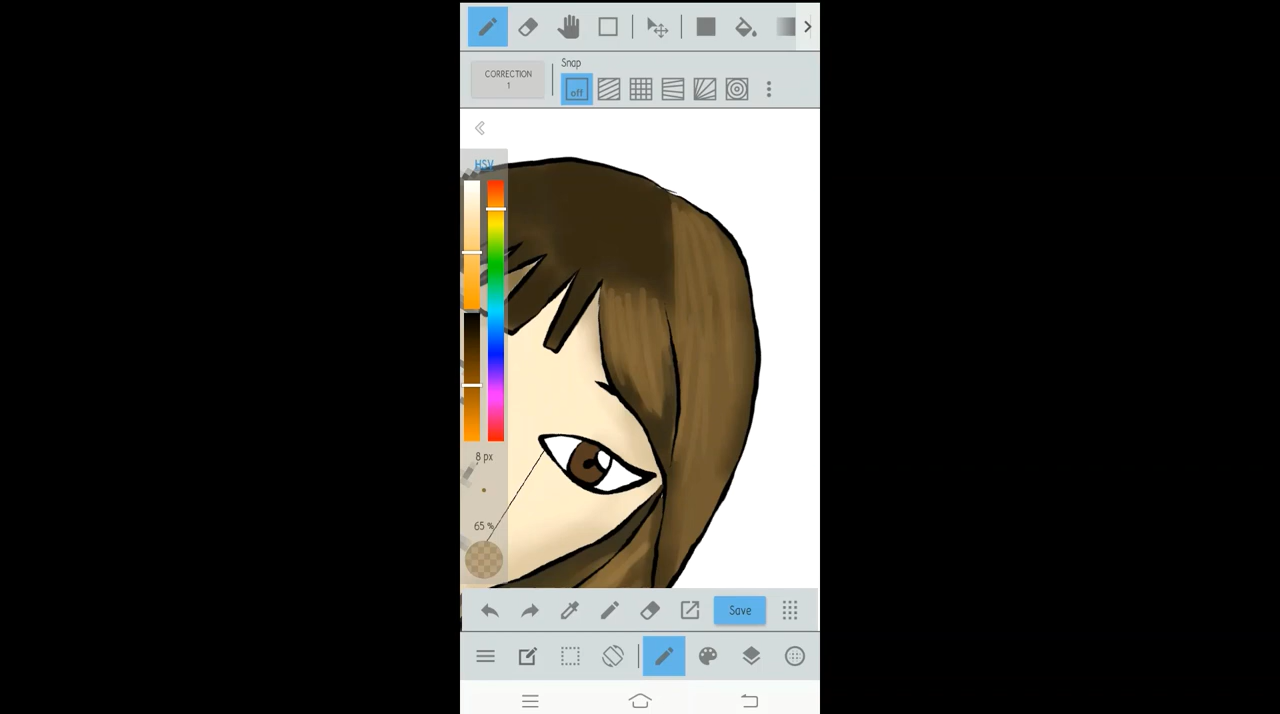 CORRECTION
1
Snap
off
HSV
8 px
65 %
Save